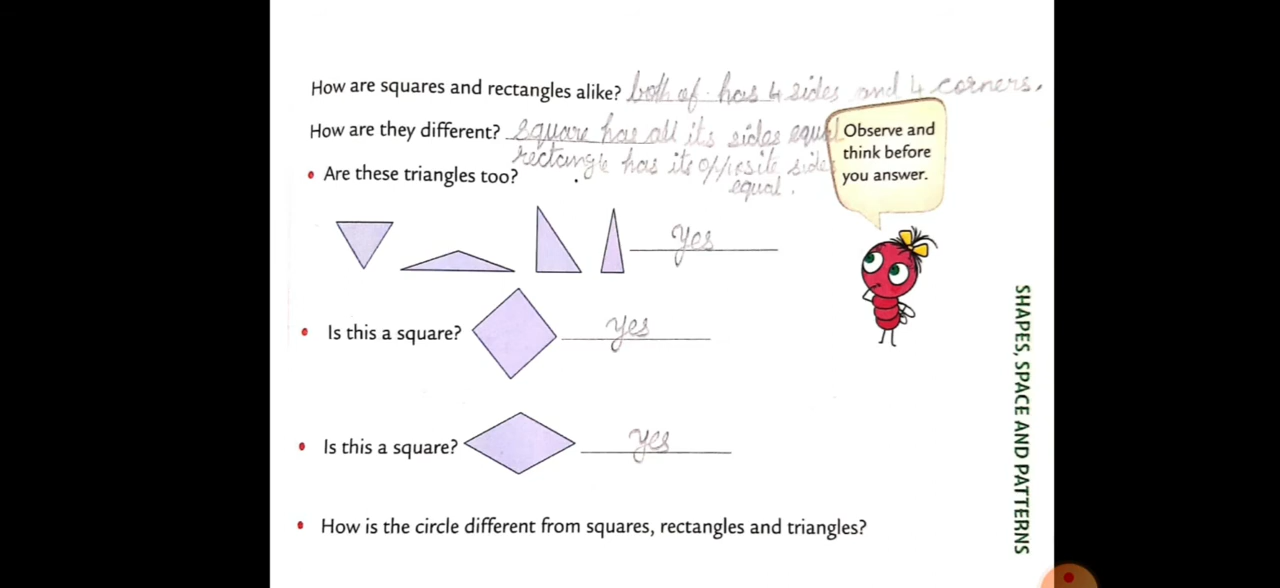 How are squares and rectangles alike? both of has 4 sides and 4 corners.
How are they different? square has all its sides equal
rectangle has its opposite sides
equal.
Observe and
think before
you answer.
• Are these triangles too?
yes
• Is this a square? yes
• Is this a square? yes
• How is the circle different from squares, rectangles and triangles?
SHAPES, SPACE AND PATTERNS